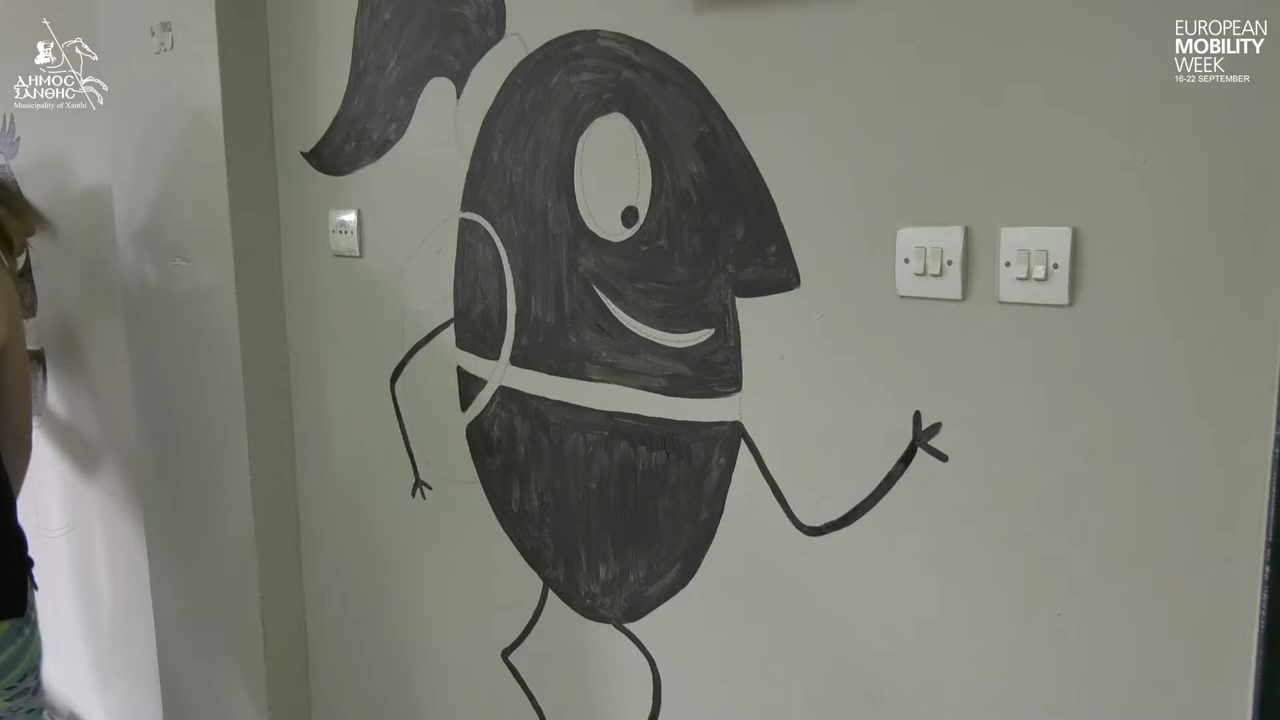 ΔΗΜΟΣ
ΞΑΝΘΗΣ
Municipality of Xanthi
EUROPEAN
MOBILITY
WEEK
16-22 SEPTEMBER